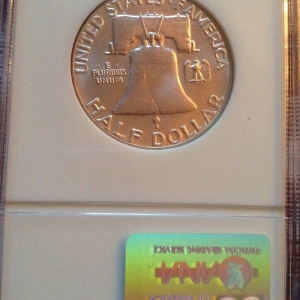 UNITED STATES OF AMERICA
E
PLURIBUS
UNUM
HALF DOLLAR